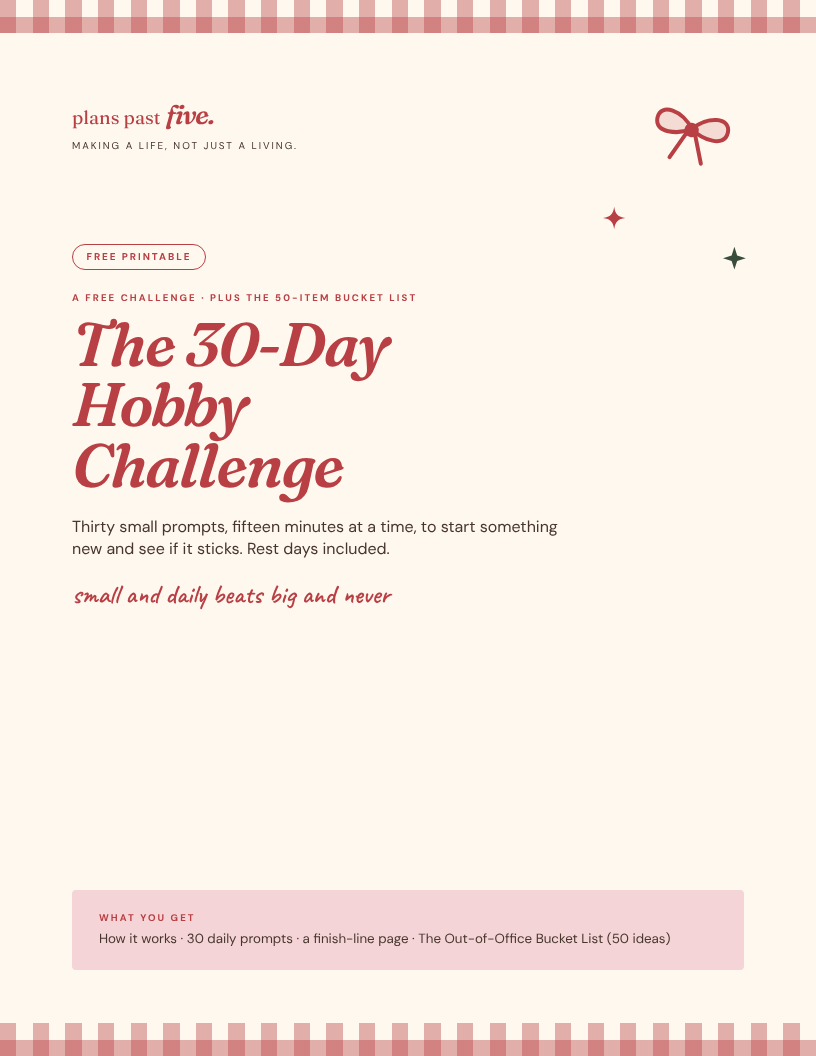 plans past five.
MAKING A LIFE, NOT JUST A LIVING.
FREE PRINTABLE
A FREE CHALLENGE · PLUS THE 50-ITEM BUCKET LIST
The 30-Day
Hobby
Challenge
Thirty small prompts, fifteen minutes at a time, to start something
new and see if it sticks. Rest days included.
small and daily beats big and never
WHAT YOU GET
How it works · 30 daily prompts · a finish-line page · The Out-of-Office Bucket List (50 ideas)